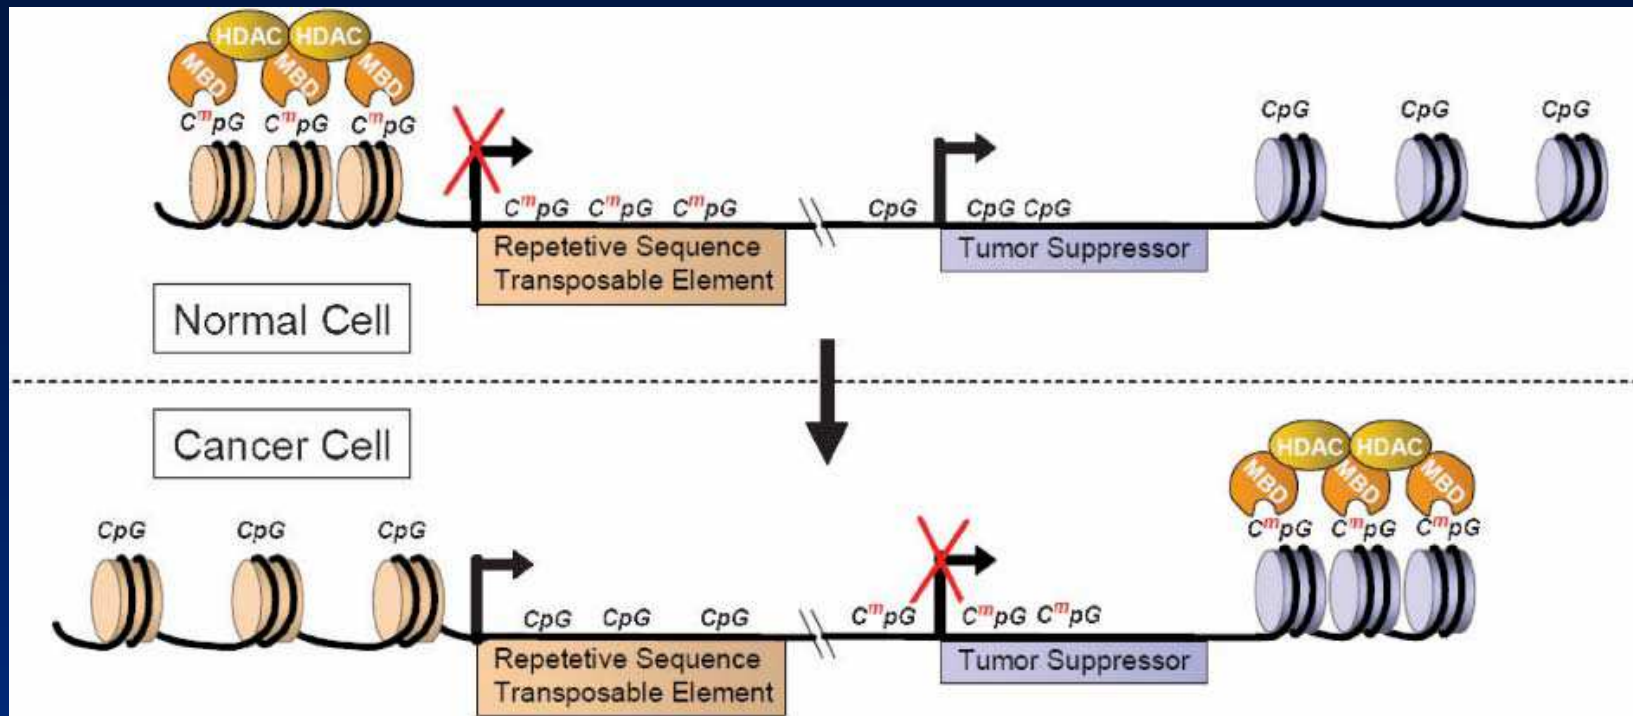 HDAC HDAC
MBD MBD MBD
CᵐpG CᵐpG CᵐpG
CpG CpG CpG
CᵐpG CᵐpG CᵐpG
CpG CpG CpG
Repetetive Sequence
Transposable Element
Tumor Suppressor
Normal Cell
Cancer Cell
HDAC HDAC
MBD MBD MBD
CᵐpG CᵐpG CᵐpG
CpG CpG CpG
CpG CpG CpG
CᵐpG CᵐpG CᵐpG
Repetetive Sequence
Transposable Element
Tumor Suppressor